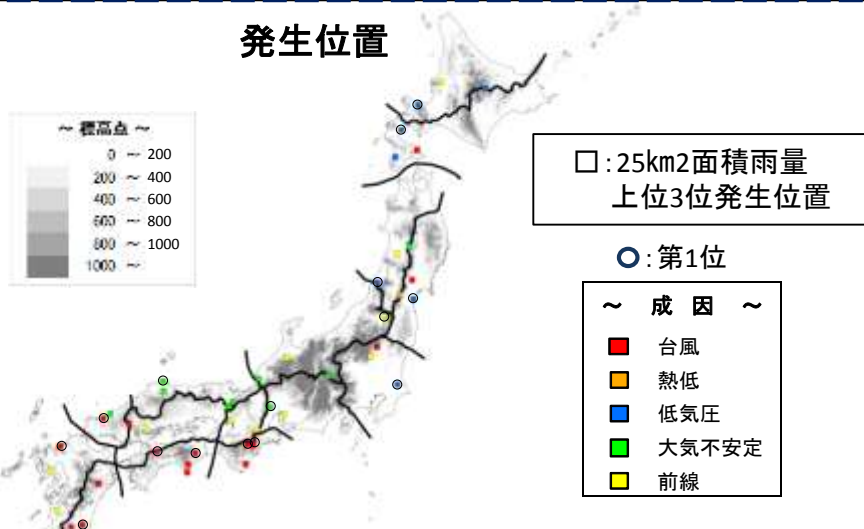 発生位置
～ 標高点 ～
0 ～ 200
200 ～ 400
400 ～ 600
600 ～ 800
800 ～ 1000
1000 ～
□：25km2面積雨量
上位3位発生位置
○：第1位
～ 成 因 ～
台風
熱低
低気圧
大気不安定
前線